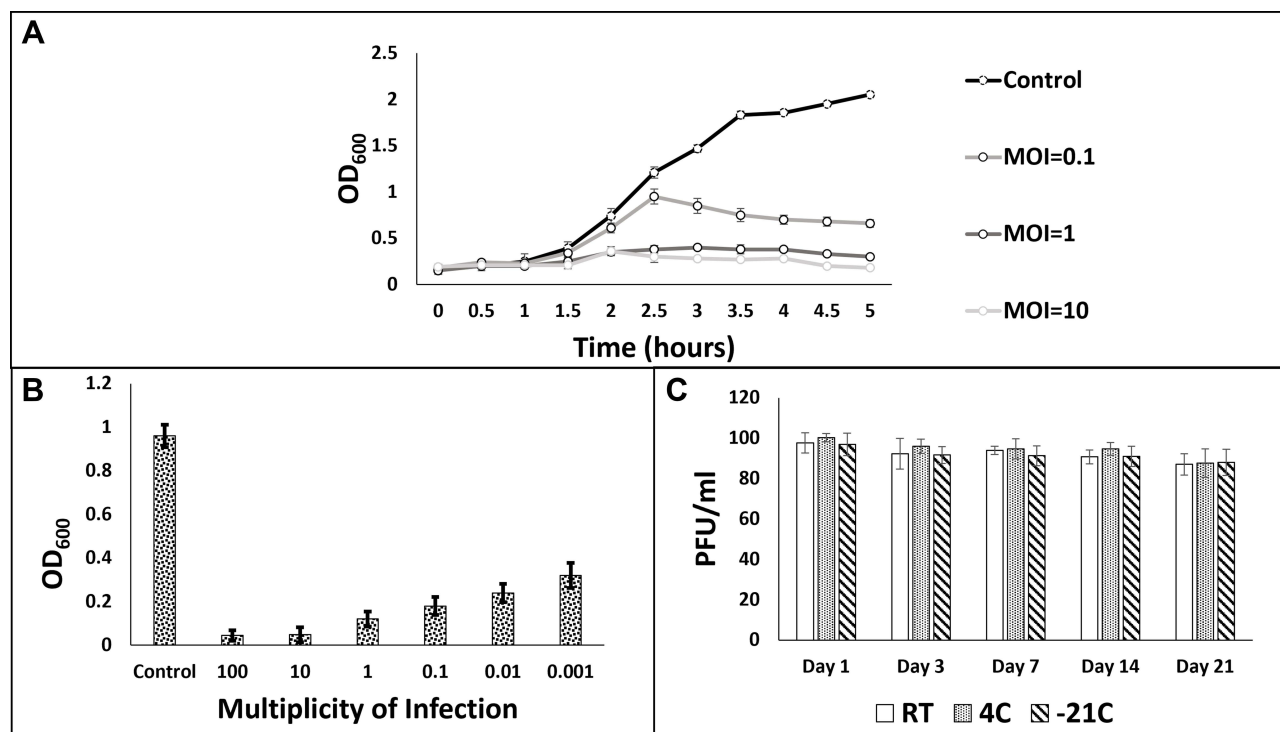 A
2.5
2
1.5
1
0.5
0
OD600
0 0.5 1 1.5 2 2.5 3 3.5 4 4.5 5
Time (hours)
Control
MOI=0.1
MOI=1
MOI=10
B
1.2
1
0.8
0.6
0.4
0.2
0
OD600
Control 100 10 1 0.1 0.01 0.001
Multiplicity of Infection
C
120
100
80
60
40
20
0
PFU/ml
Day 1 Day 3 Day 7 Day 14 Day 21
RT 4C -21C